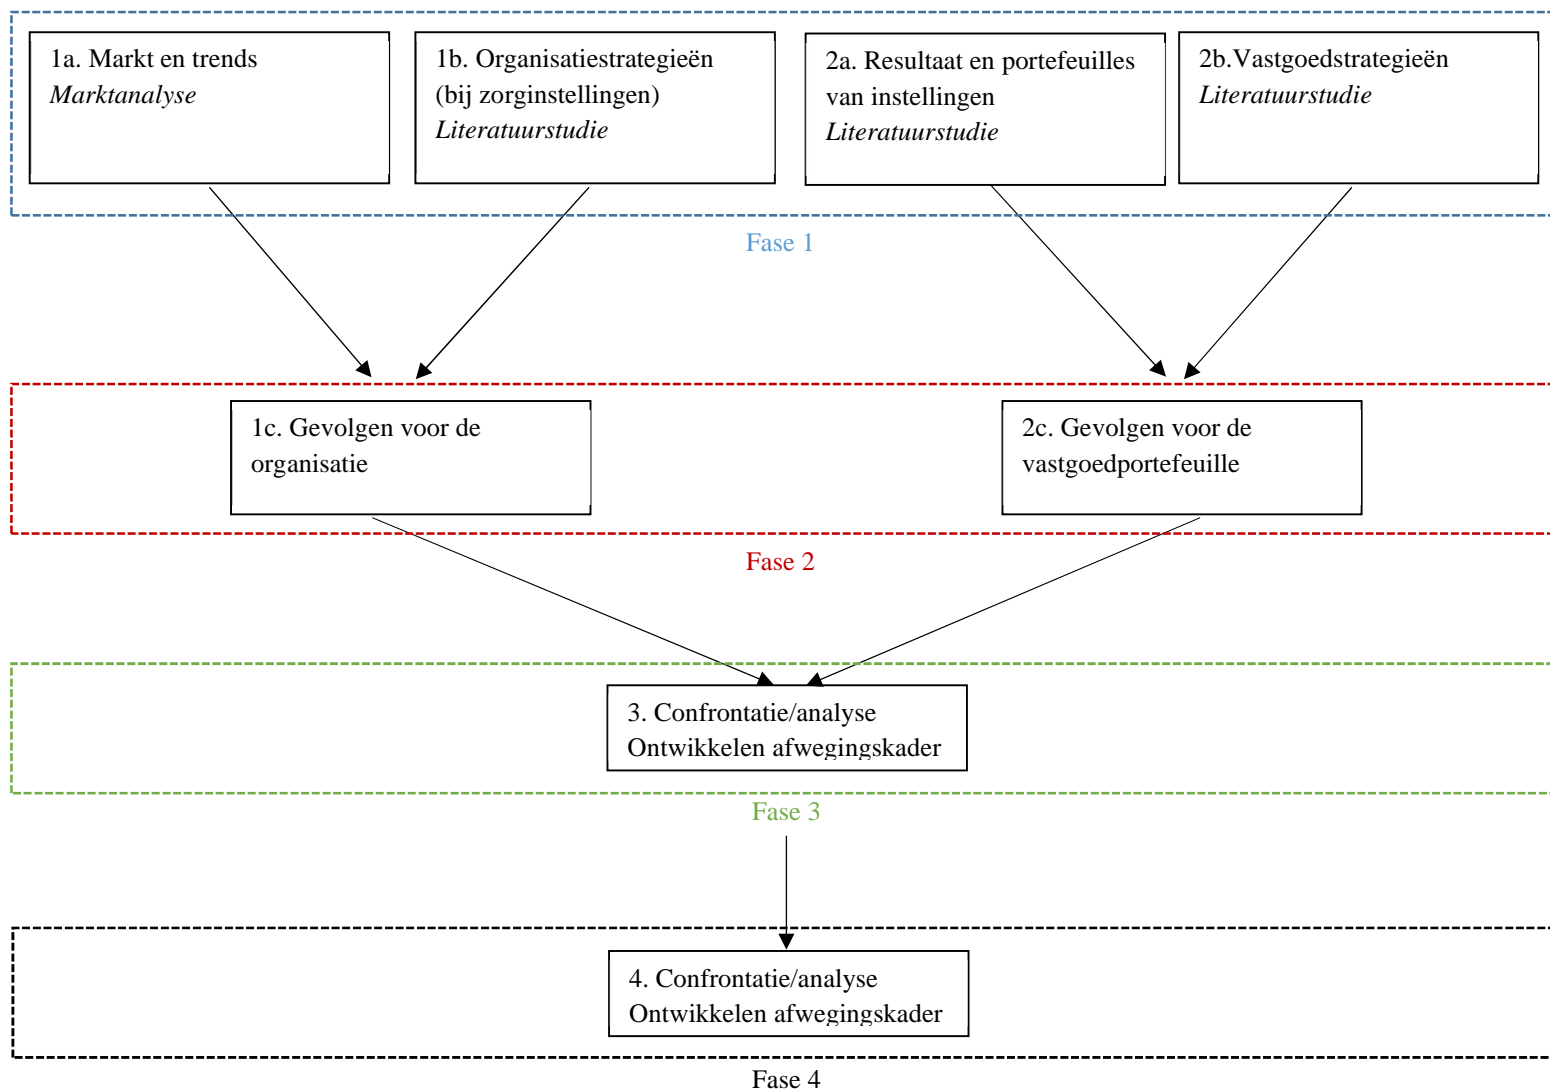 1a. Markt en trends
Marktanalyse
1b. Organisatiestrategieën
(bij zorginstellingen)
Literatuurstudie
2a. Resultaat en portefeuilles
van instellingen
Literatuurstudie
2b.Vastgoedstrategieën
Literatuurstudie
Fase 1
1c. Gevolgen voor de
organisatie
2c. Gevolgen voor de
vastgoedportefeuille
Fase 2
3. Confrontatie/analyse
Ontwikkelen afwegingskader
Fase 3
4. Confrontatie/analyse
Ontwikkelen afwegingskader
Fase 4